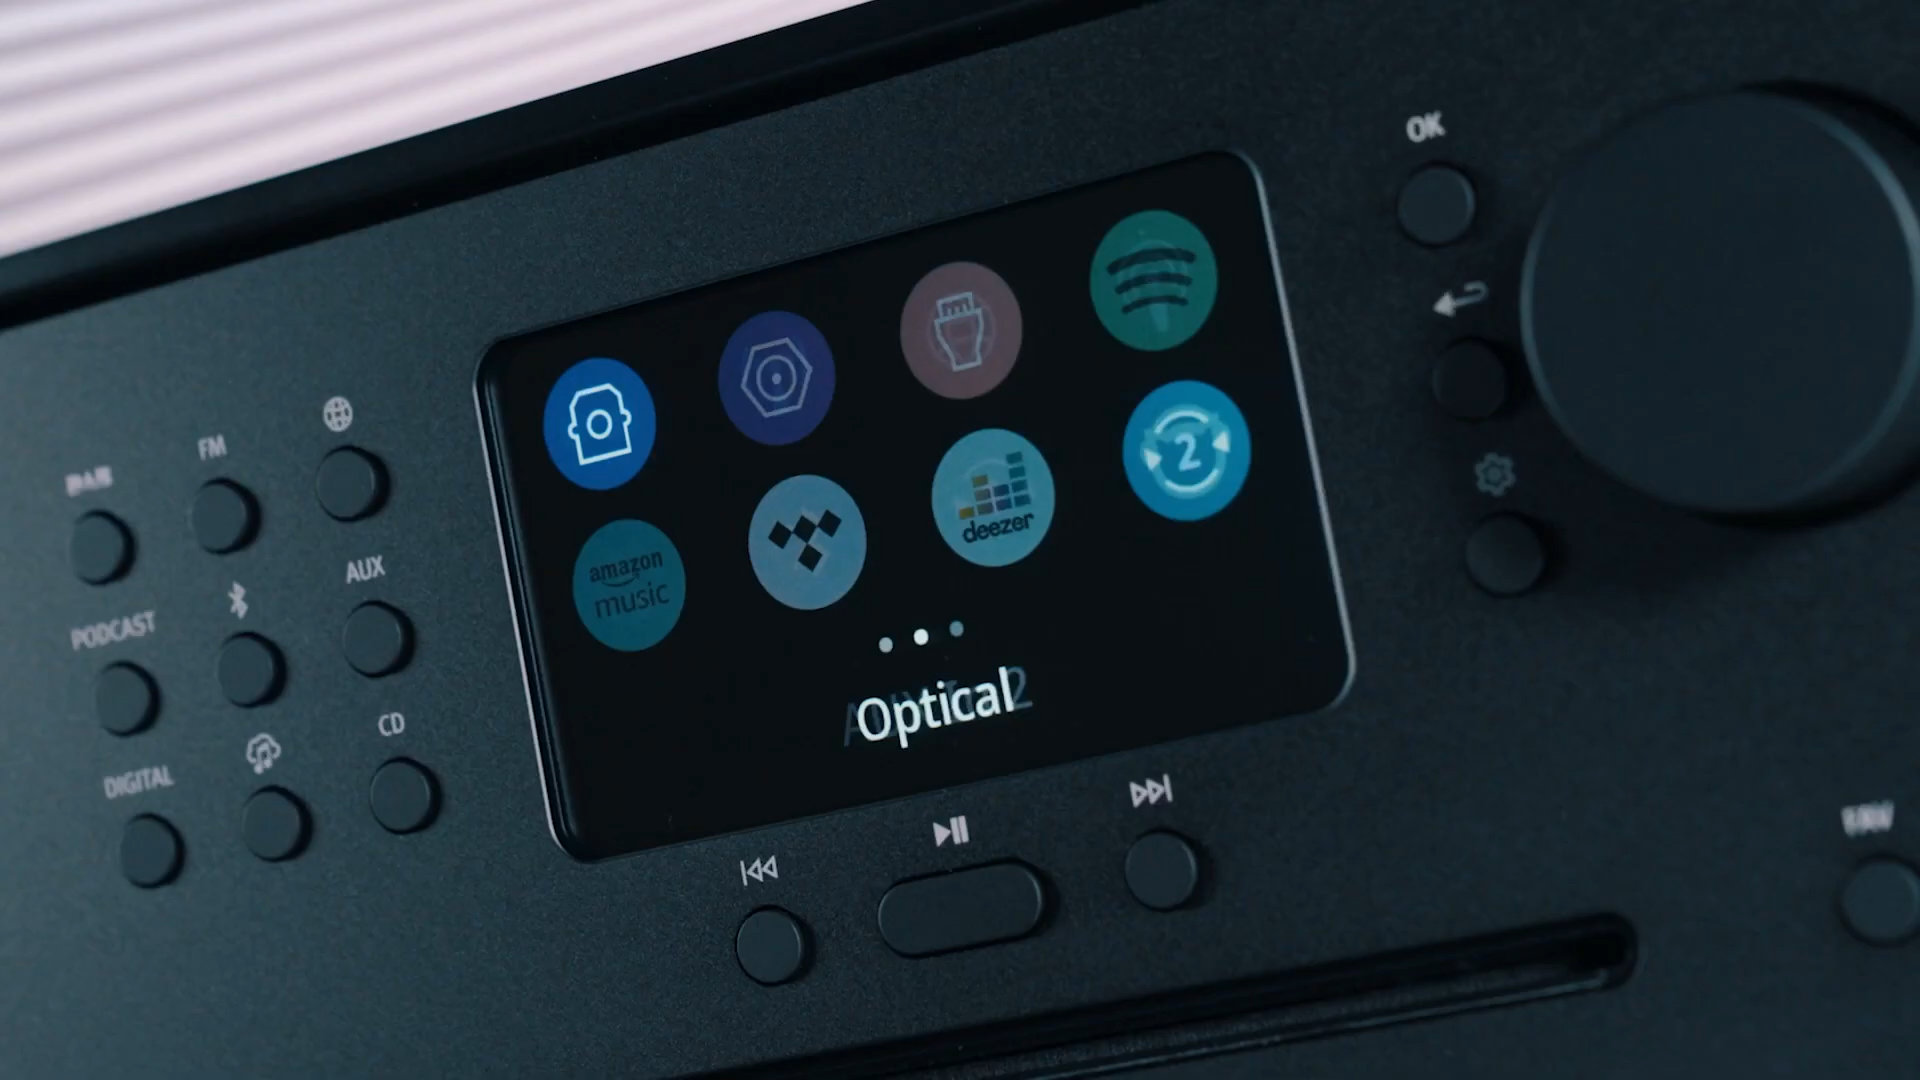 OK
FM
AUX
PODCAST
CD
DIGITAL
amazon
music
deezer
2
Optical